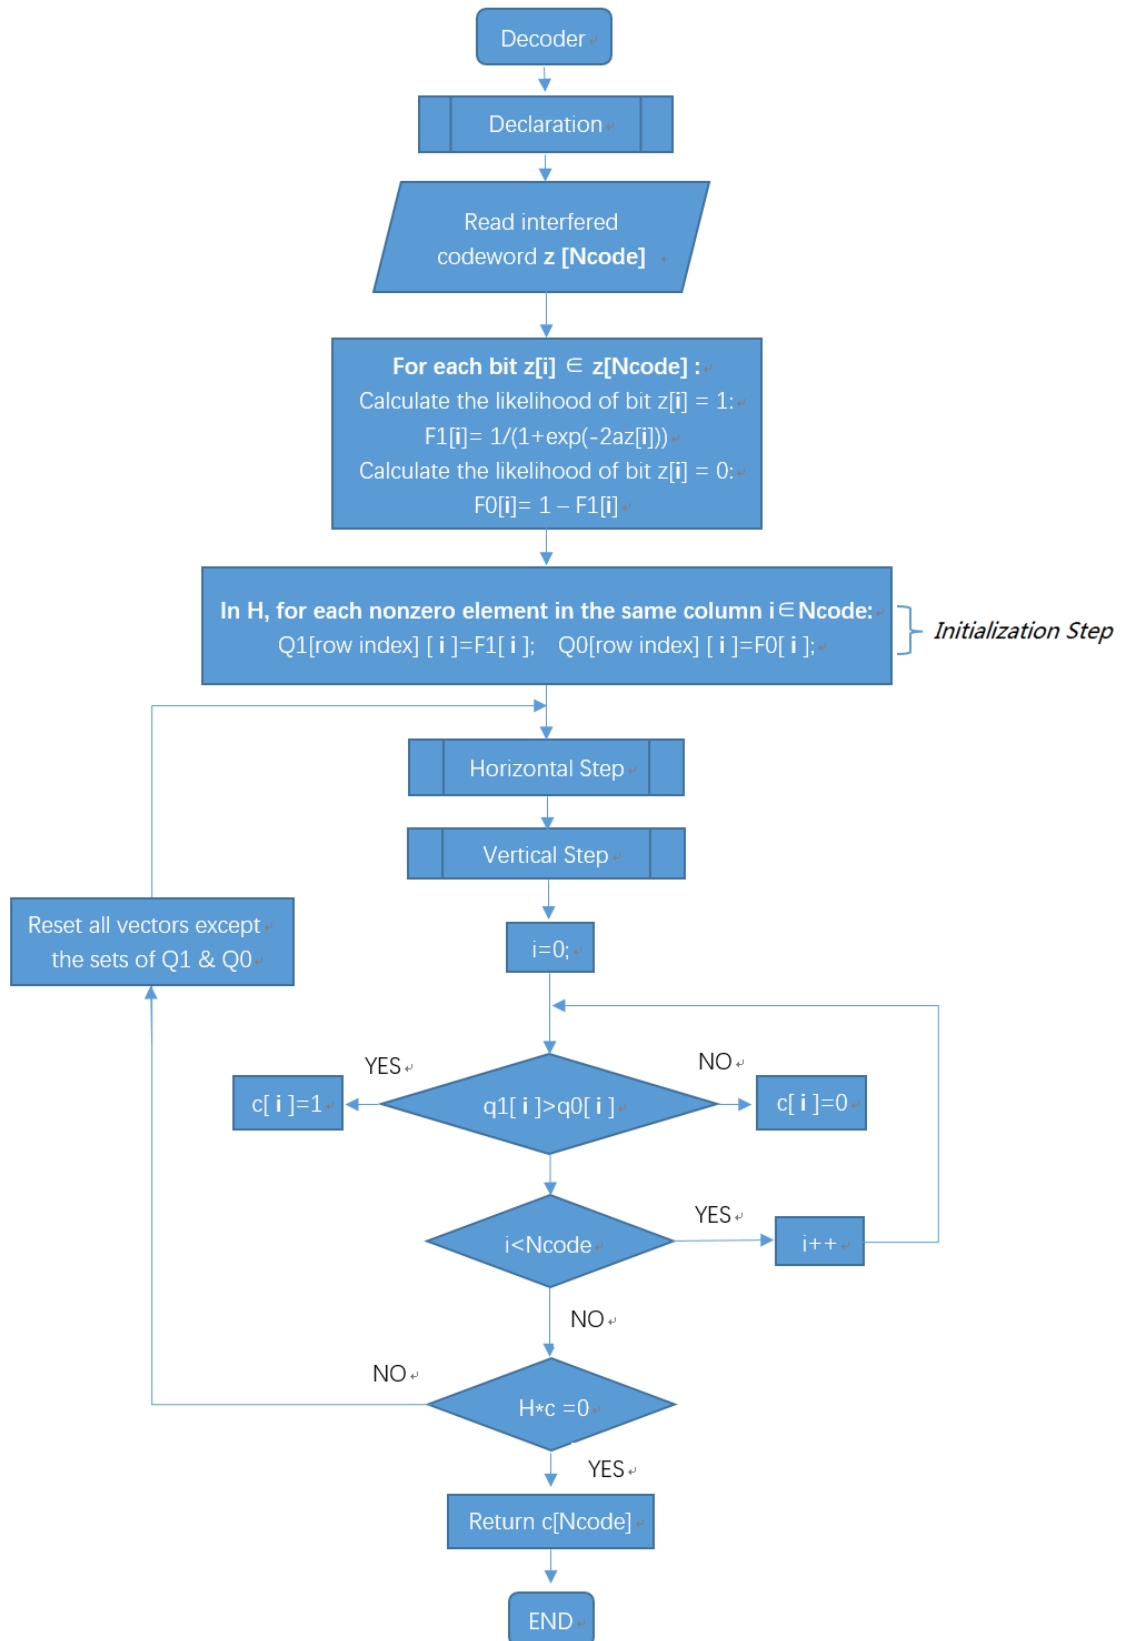 Decoder
Declaration
Read interfered
codeword z [Ncode]
For each bit z[i] ∈ z[Ncode] :
Calculate the likelihood of bit z[i] = 1:
F1[i]= 1/(1+exp(-2az[i]))
Calculate the likelihood of bit z[i] = 0:
F0[i]= 1 – F1[i]
In H, for each nonzero element in the same column i∈Ncode:
Q1[row index] [ i ]=F1[ i ]; Q0[row index] [ i ]=F0[ i ];
Initialization Step
Horizontal Step
Vertical Step
Reset all vectors except
the sets of Q1 & Q0
i=0;
YES
NO
c[ i ]=1
q1[ i ]>q0[ i ]
c[ i ]=0
YES
i<Ncode
i++
NO
NO
H*c =0
YES
Return c[Ncode]
END